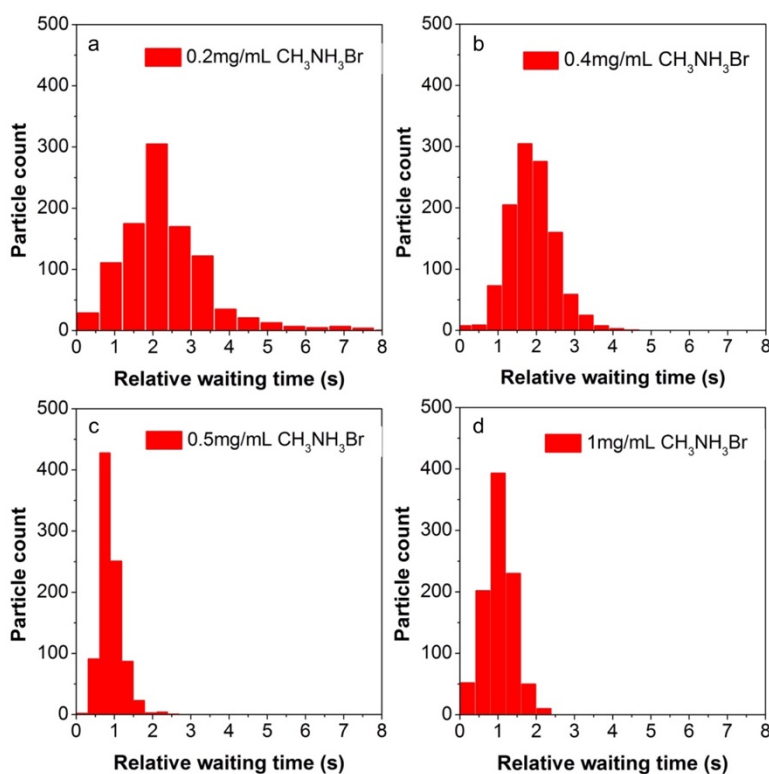 a
0.2mg/mL CH₃NH₃Br
500
400
300
200
100
0
Particle count
0 1 2 3 4 5 6 7 8
Relative waiting time (s)
b
0.4mg/mL CH₃NH₃Br
500
400
300
200
100
0
Particle count
0 1 2 3 4 5 6 7 8
Relative waiting time (s)
c
0.5mg/mL CH₃NH₃Br
500
400
300
200
100
0
Particle count
0 1 2 3 4 5 6 7 8
Relative waiting time (s)
d
1mg/mL CH₃NH₃Br
500
400
300
200
100
0
Particle count
0 1 2 3 4 5 6 7 8
Relative waiting time (s)